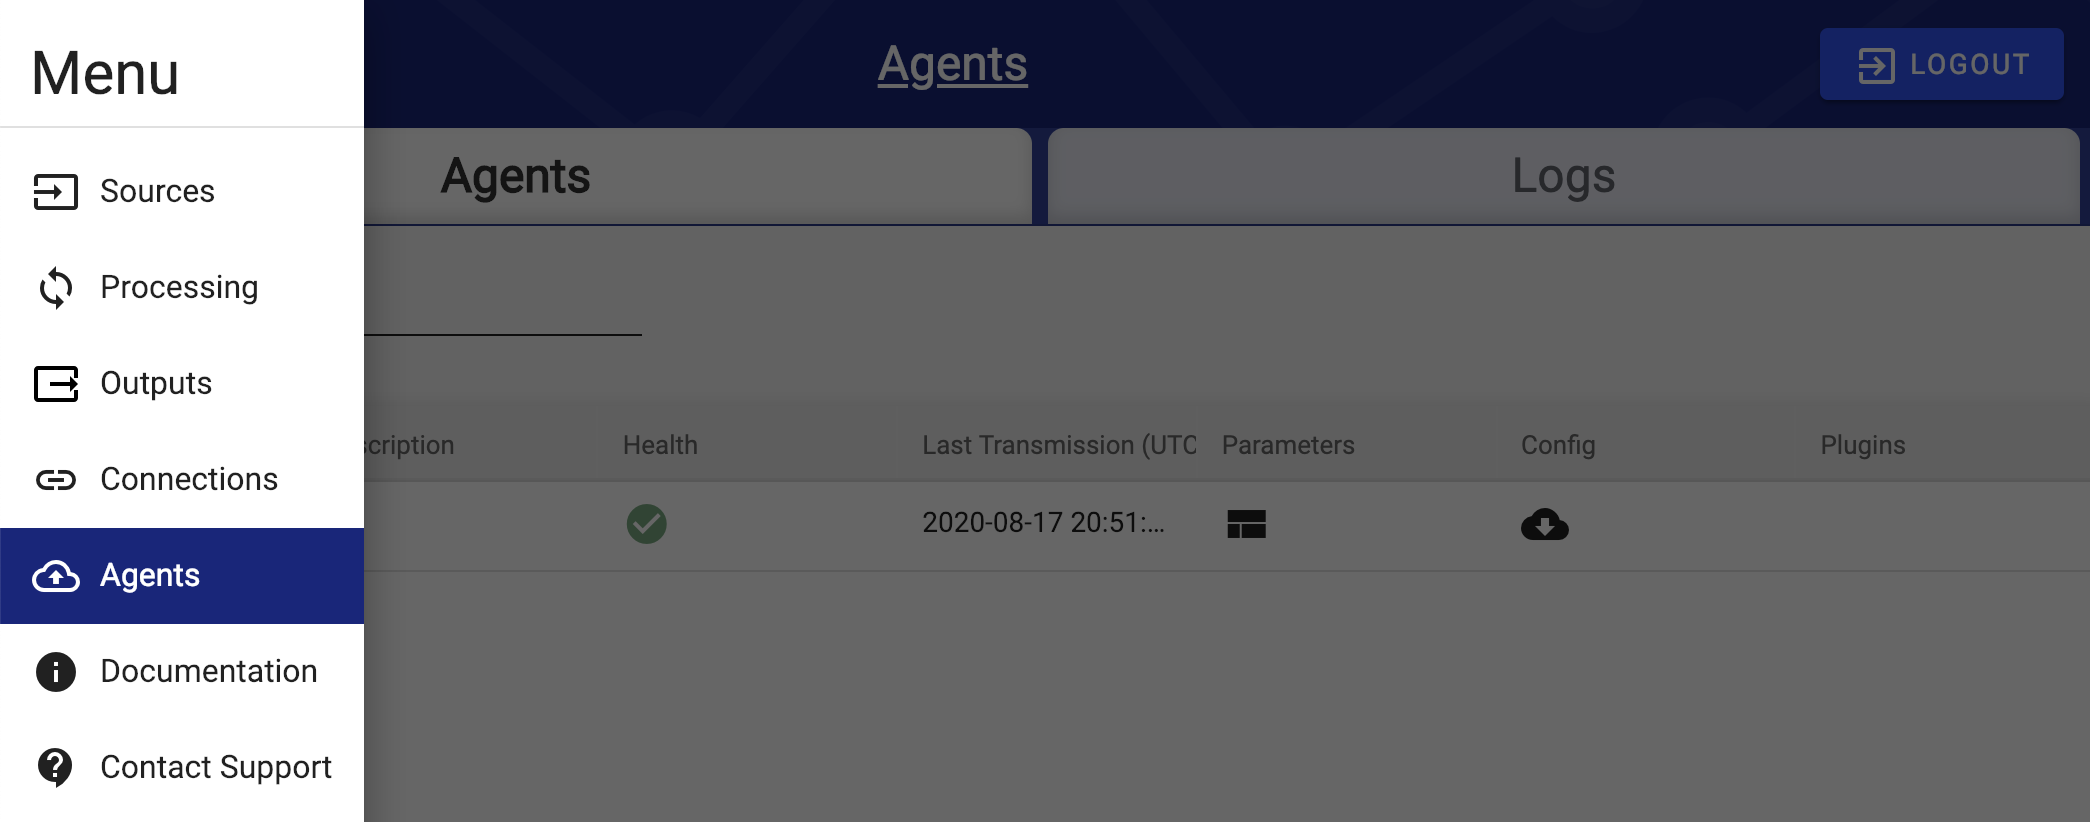 Menu
Sources
Processing
Outputs
Connections
Agents
Documentation
Contact Support
Agents
LOGOUT
Agents
Logs
scription
Health
Last Transmission (UTC
Parameters
Config
Plugins
2020-08-17 20:51:...